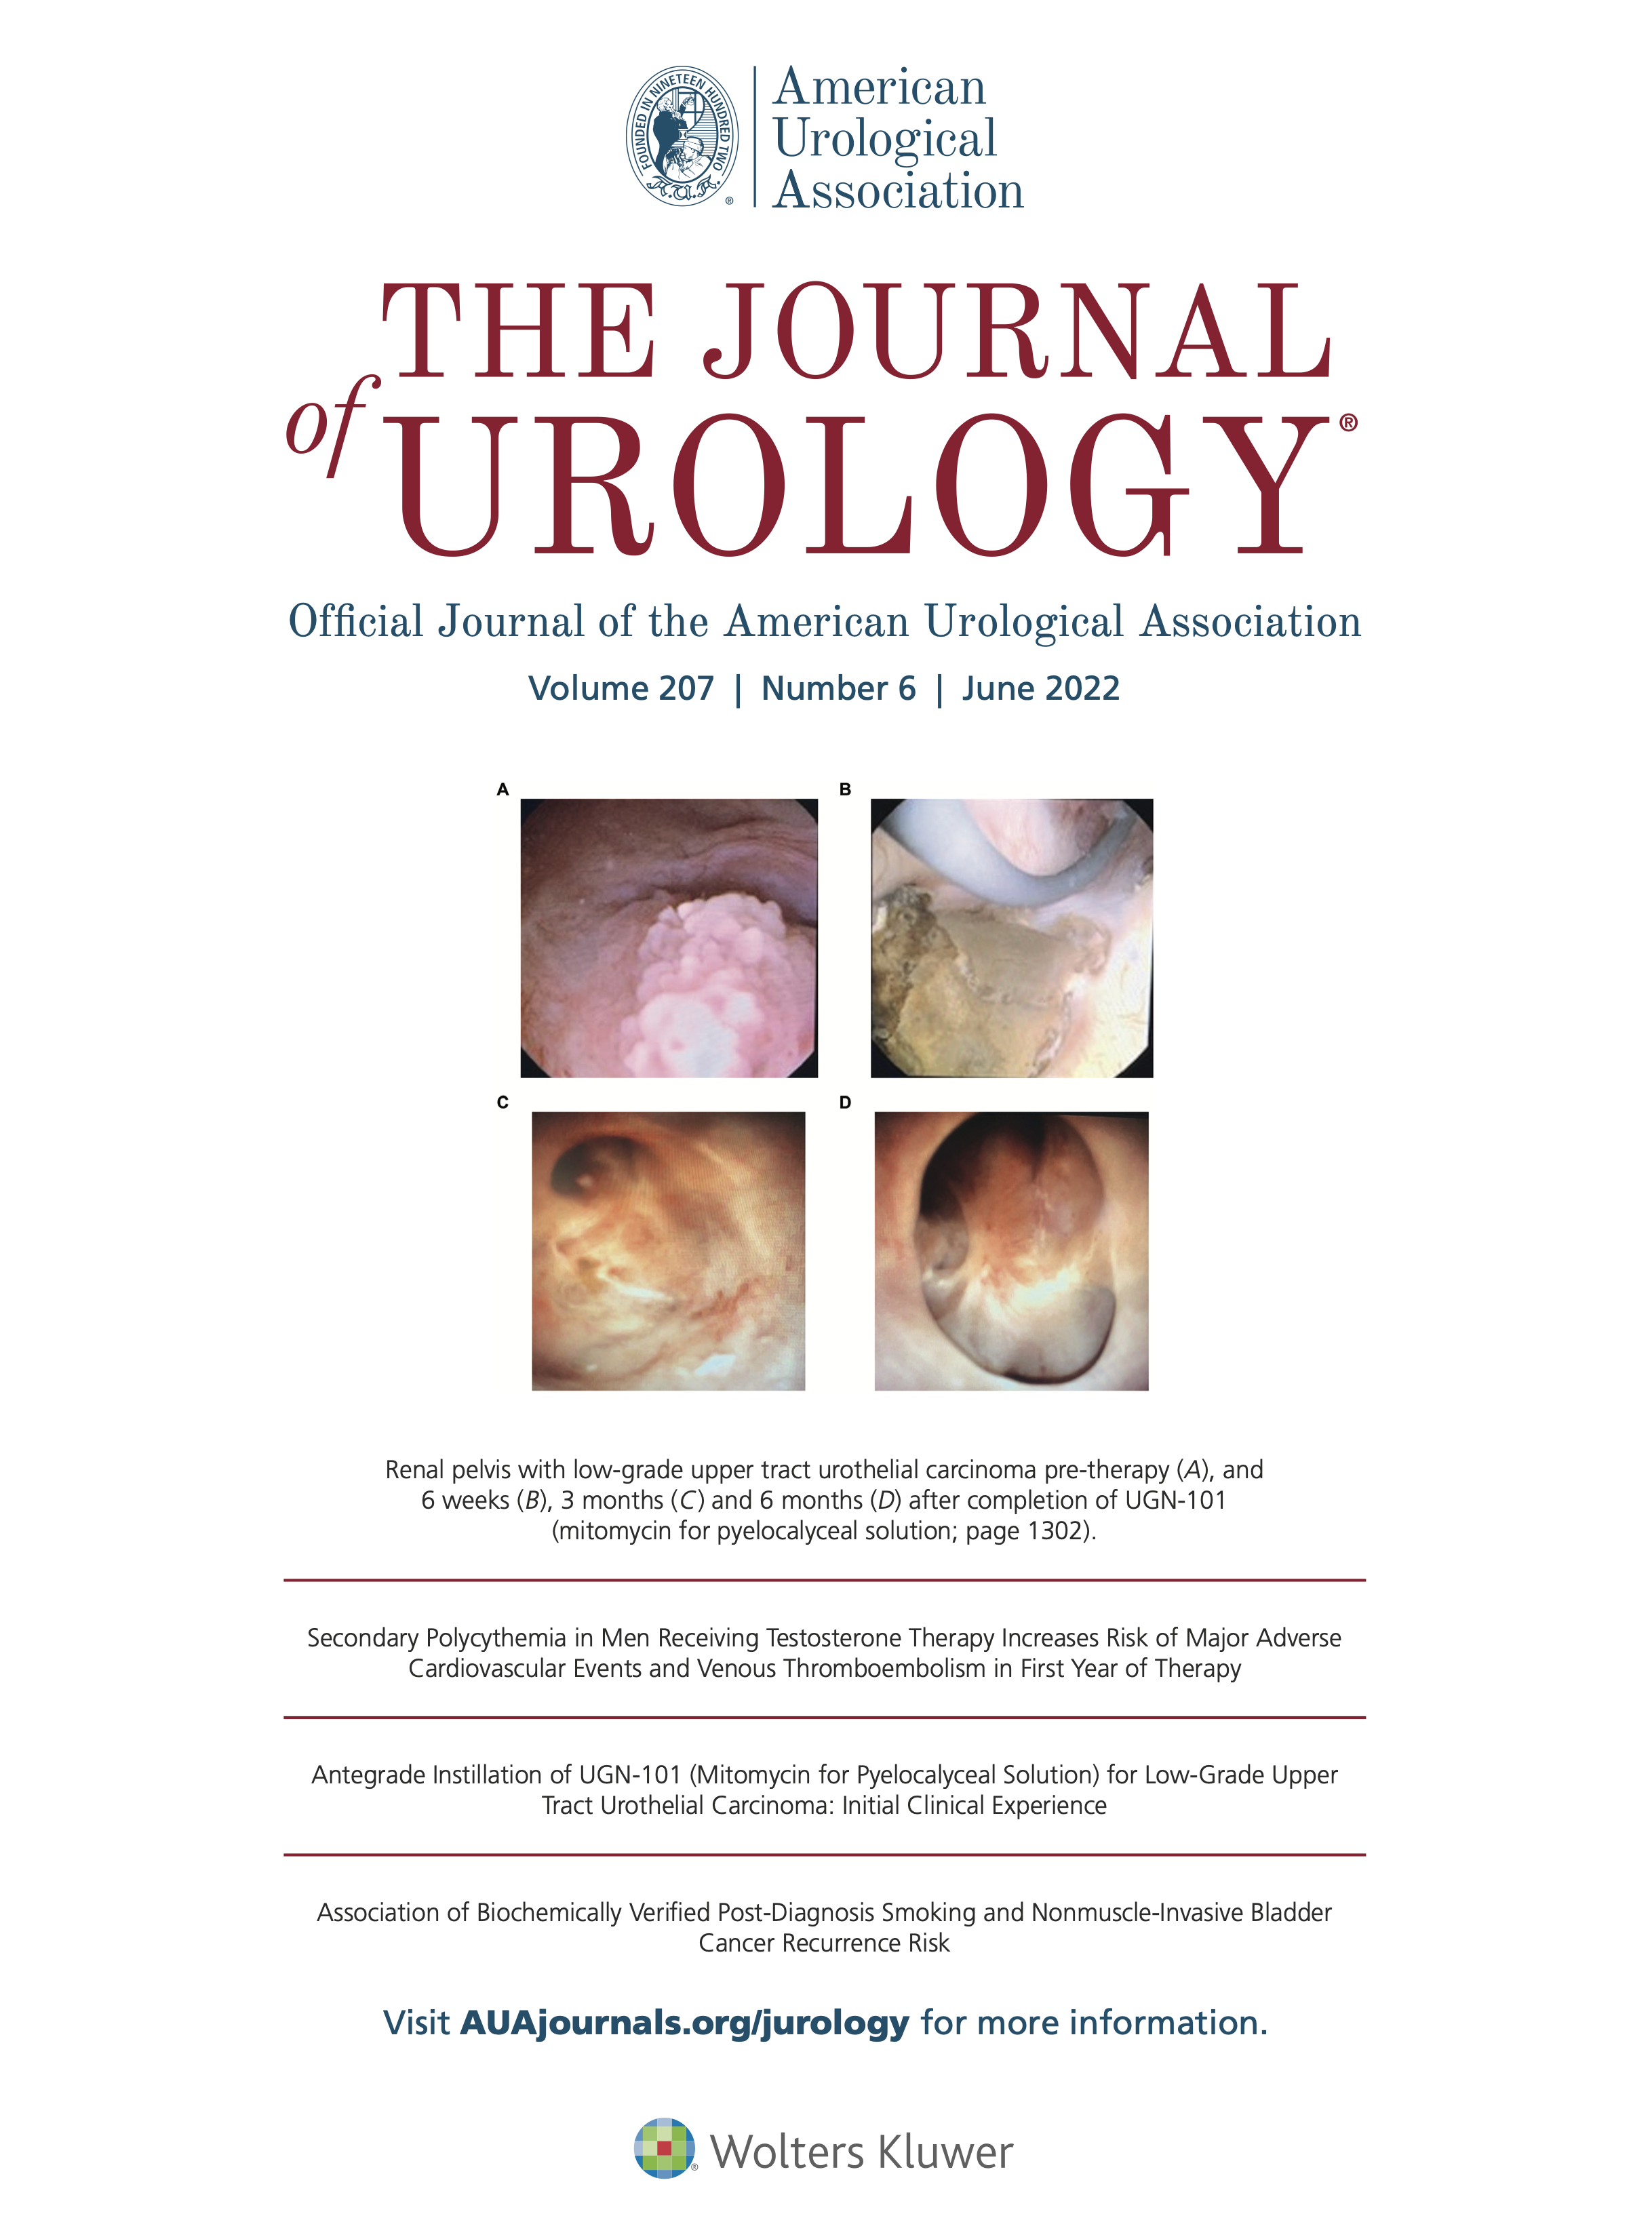 FOUNDED IN NINETEEN HUNDRED TWO
A.U.A.
®
American
Urological
Association
THE JOURNAL
of UROLOGY®
Official Journal of the American Urological Association
Volume 207 | Number 6 | June 2022
A
B
C
D
Renal pelvis with low-grade upper tract urothelial carcinoma pre-therapy (A), and
6 weeks (B), 3 months (C) and 6 months (D) after completion of UGN-101
(mitomycin for pyelocalyceal solution; page 1302).
Secondary Polycythemia in Men Receiving Testosterone Therapy Increases Risk of Major Adverse
Cardiovascular Events and Venous Thromboembolism in First Year of Therapy
Antegrade Instillation of UGN-101 (Mitomycin for Pyelocalyceal Solution) for Low-Grade Upper
Tract Urothelial Carcinoma: Initial Clinical Experience
Association of Biochemically Verified Post-Diagnosis Smoking and Nonmuscle-Invasive Bladder
Cancer Recurrence Risk
Visit AUAjournals.org/jurology for more information.
® Wolters Kluwer